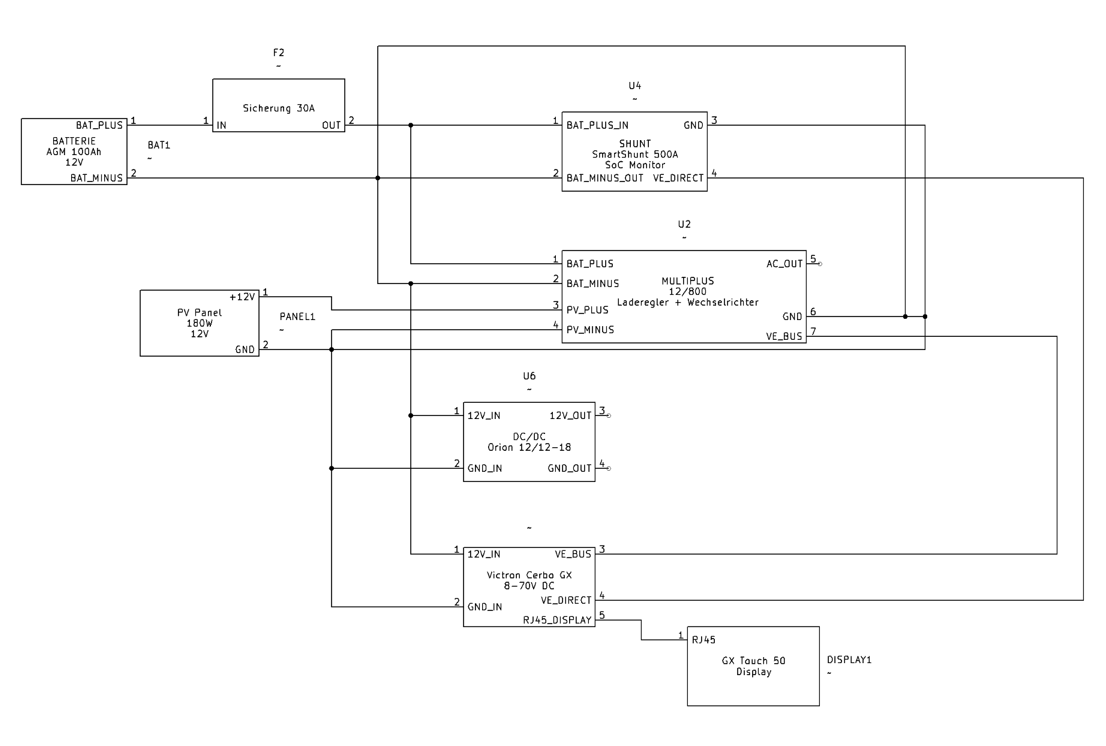 F2
~
Sicherung 30A
1 IN OUT 2
U4
~
BATTERIE
AGM 100Ah
12V
BAT_PLUS 1
BAT_MINUS 2
BAT1
~
1 BAT_PLUS_IN GND 3
SHUNT
SmartShunt 500A
SoC Monitor
2 BAT_MINUS_OUT VE_DIRECT 4
U2
~
1 BAT_PLUS AC_OUT 5
2 BAT_MINUS
MULTIPLUS
12/800
Laderegler + Wechselrichter
3 PV_PLUS
GND 6
4 PV_MINUS
VE_BUS 7
+12V 1
PV Panel
180W
12V
GND 2
PANEL1
~
U6
~
1 12V_IN 12V_OUT 3
DC/DC
Orion 12/12-18
2 GND_IN GND_OUT 4
~
1 12V_IN VE_BUS 3
Victron Cerbo GX
8-70V DC
VE_DIRECT 4
2 GND_IN
RJ45_DISPLAY 5
1 RJ45
GX Touch 50
Display
DISPLAY1
~